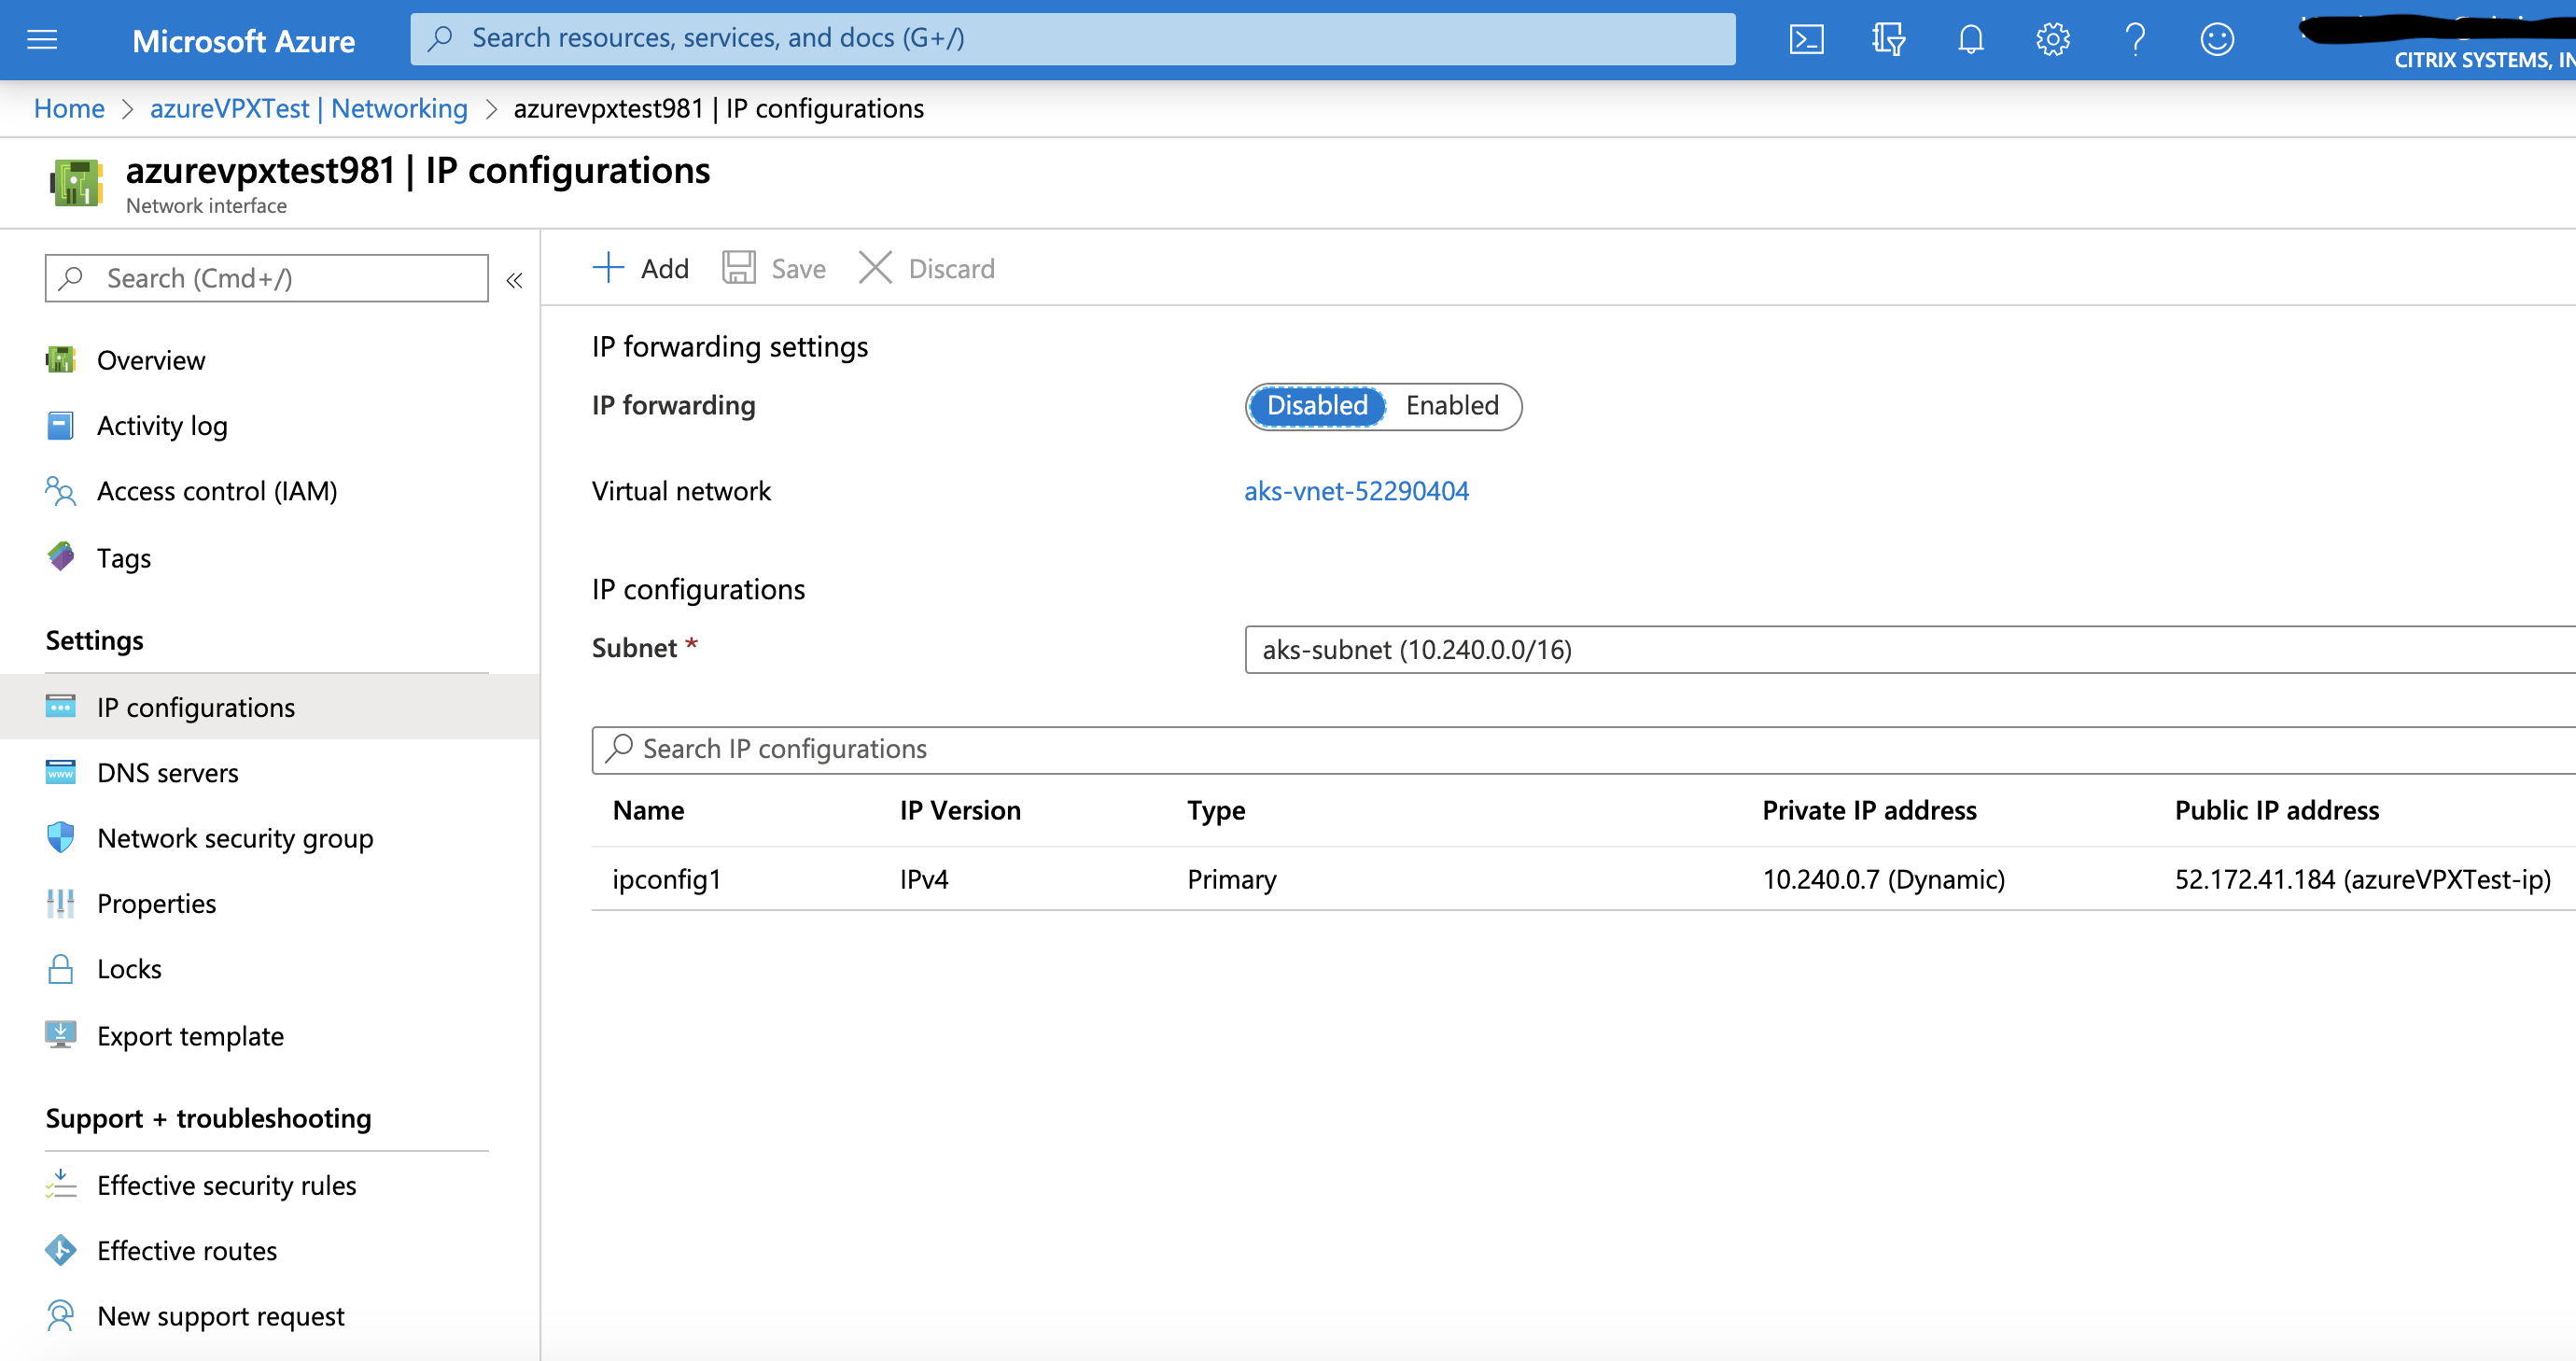 Microsoft Azure
Search resources, services, and docs (G+/)
CITRIX SYSTEMS,
Home > azureVPXTest | Networking > azurevpxtest981 | IP configurations
azurevpxtest981 | IP configurations
Network interface
Search (Cmd+/)
«
Overview
Activity log
Access control (IAM)
Tags
Settings
IP configurations
DNS servers
Network security group
Properties
Locks
Export template
Support + troubleshooting
Effective security rules
Effective routes
New support request
Add Save Discard
IP forwarding settings
IP forwarding Disabled Enabled
Virtual network aks-vnet-52290404
IP configurations
Subnet * aks-subnet (10.240.0.0/16)
Search IP configurations
Name IP Version Type Private IP address Public IP address
ipconfig1 IPv4 Primary 10.240.0.7 (Dynamic) 52.172.41.184 (azureVPXTest-ip)